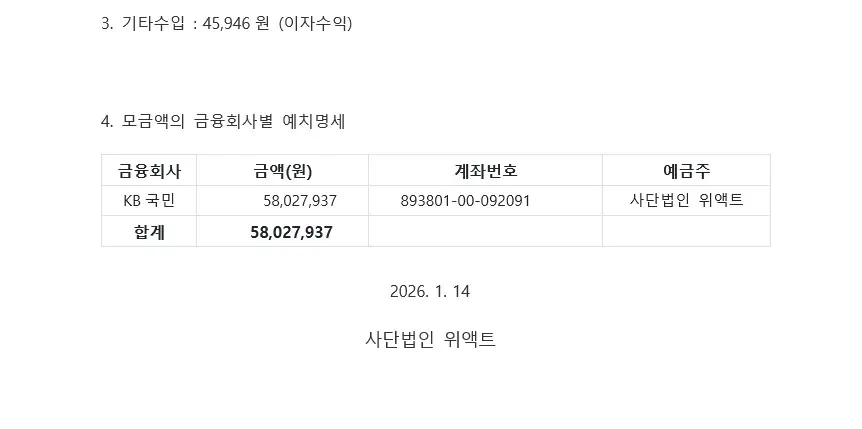 3. 기타수입 : 45,946 원 (이자수익)
4. 모금액의 금융회사별 예치명세
금융회사 금액(원) 계좌번호 예금주
KB 국민 58,027,937 893801-00-092091 사단법인 위액트
합계 58,027,937
2026. 1. 14
사단법인 위액트